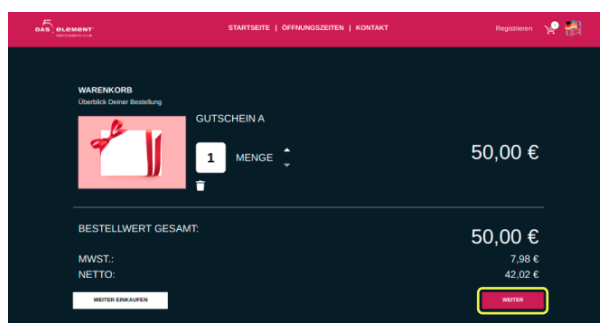 DAS 5. ELEMENT
STARTSEITE | ÖFFNUNGSZEITEN | KONTAKT
Registrieren
WARENKORB
Überblick Deiner Bestellung
GUTSCHEIN A
1 MENGE
50,00 €
BESTELLWERT GESAMT:
50,00 €
MWST.:
7,98 €
NETTO:
42,02 €
WEITER EINKAUFEN
WEITER